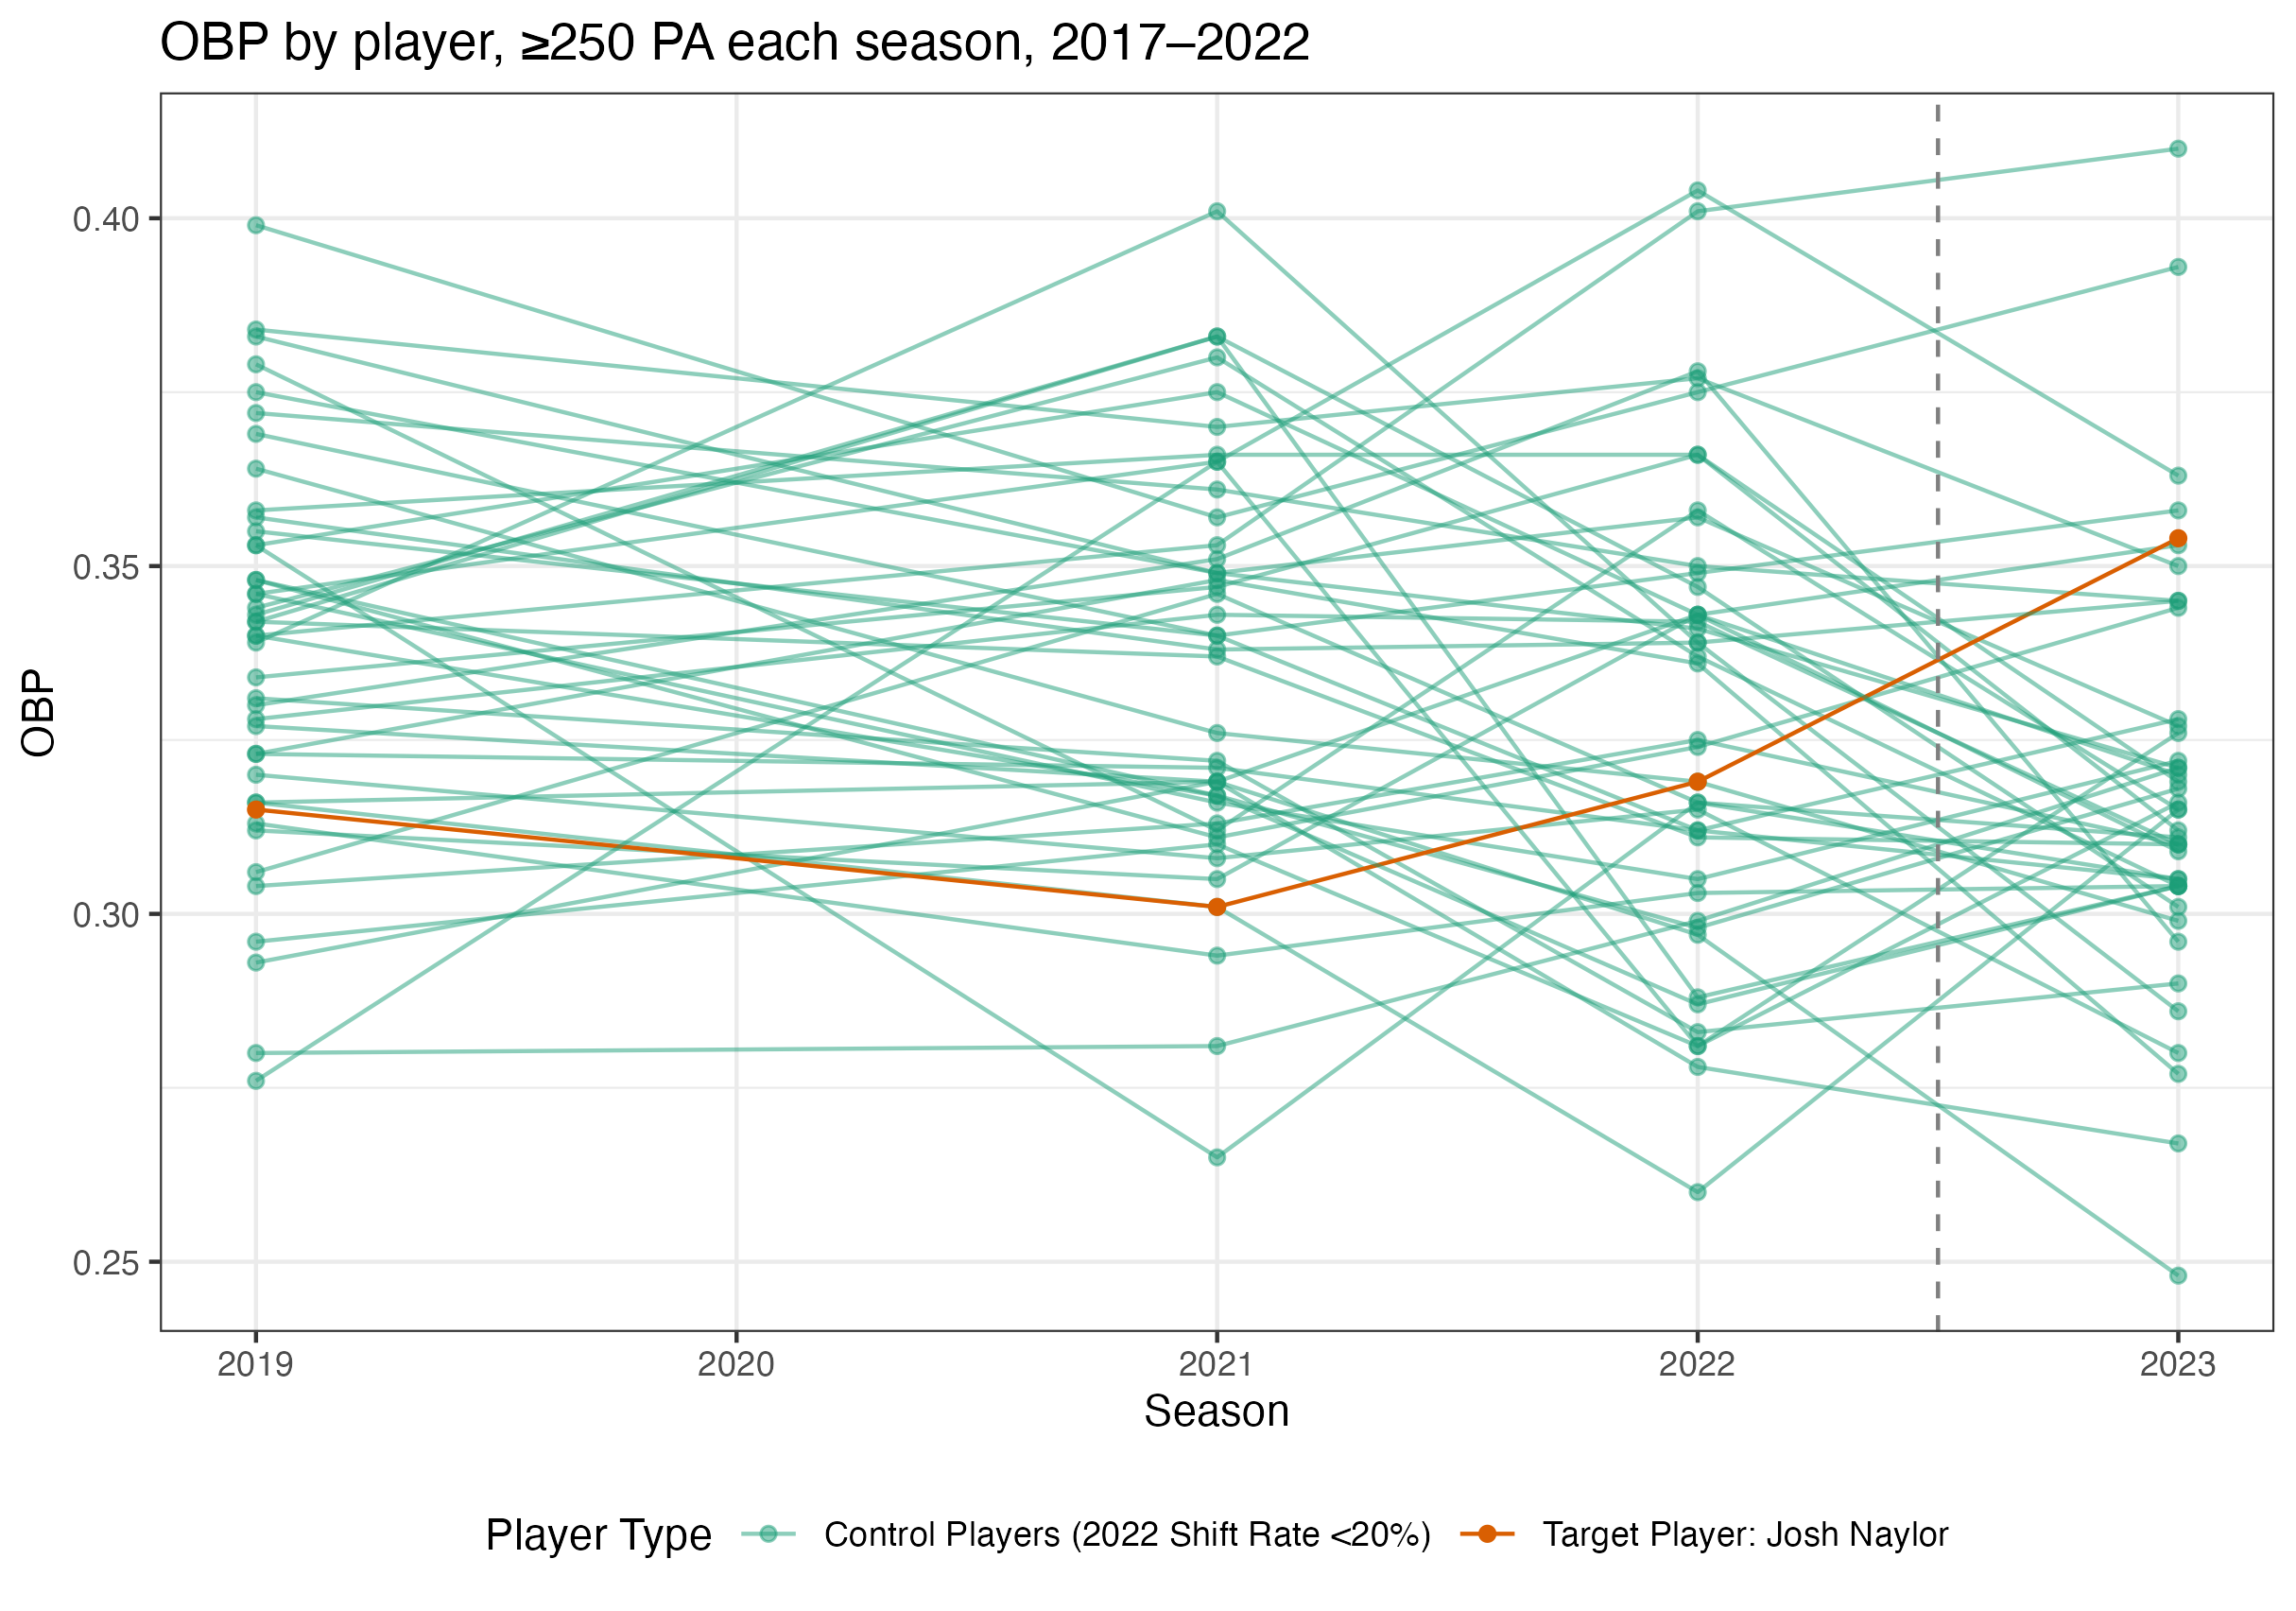 OBP by player, ≥250 PA each season, 2017–2022
0.40
0.35
0.30
0.25
OBP
2019 2020 2021 2022 2023
Season
Player Type Control Players (2022 Shift Rate <20%) Target Player: Josh Naylor